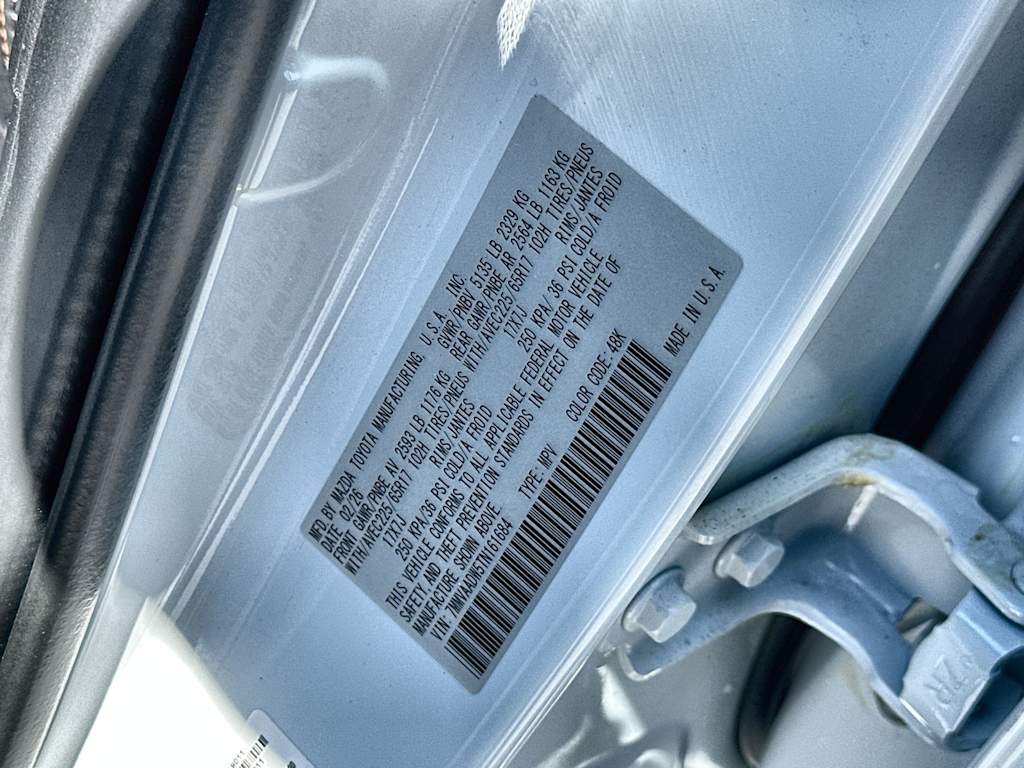 MFD BY MAZDA TOYOTA MANUFACTURING, U.S.A., INC.
DATE: 02/26 GWR/PNBV 5135 LB 2329 KG
FRONT GAWR/PNBE AV 2593 LB 1176 KG REAR GAWR/PNBE AR 2564 LB 1163 KG
WITH/AVEC225/65R17 102H TIRES/PNEUS WITH/AVEC225/65R17 102H TIRES/PNEUS
17X7J RIMS/JANTES 17X7J RIMS/JANTES
250 KPA/36 PSI COLD/A FROID 250 KPA/36 PSI COLD/A FROID
THIS VEHICLE CONFORMS TO ALL APPLICABLE FEDERAL MOTOR VEHICLE
SAFETY, AND THEFT PREVENTION STANDARDS IN EFFECT ON THE DATE OF
MANUFACTURE SHOWN ABOVE.
VIN: TYPE: MPV COLOR CODE: 48K
MADE IN U.S.A.
72R